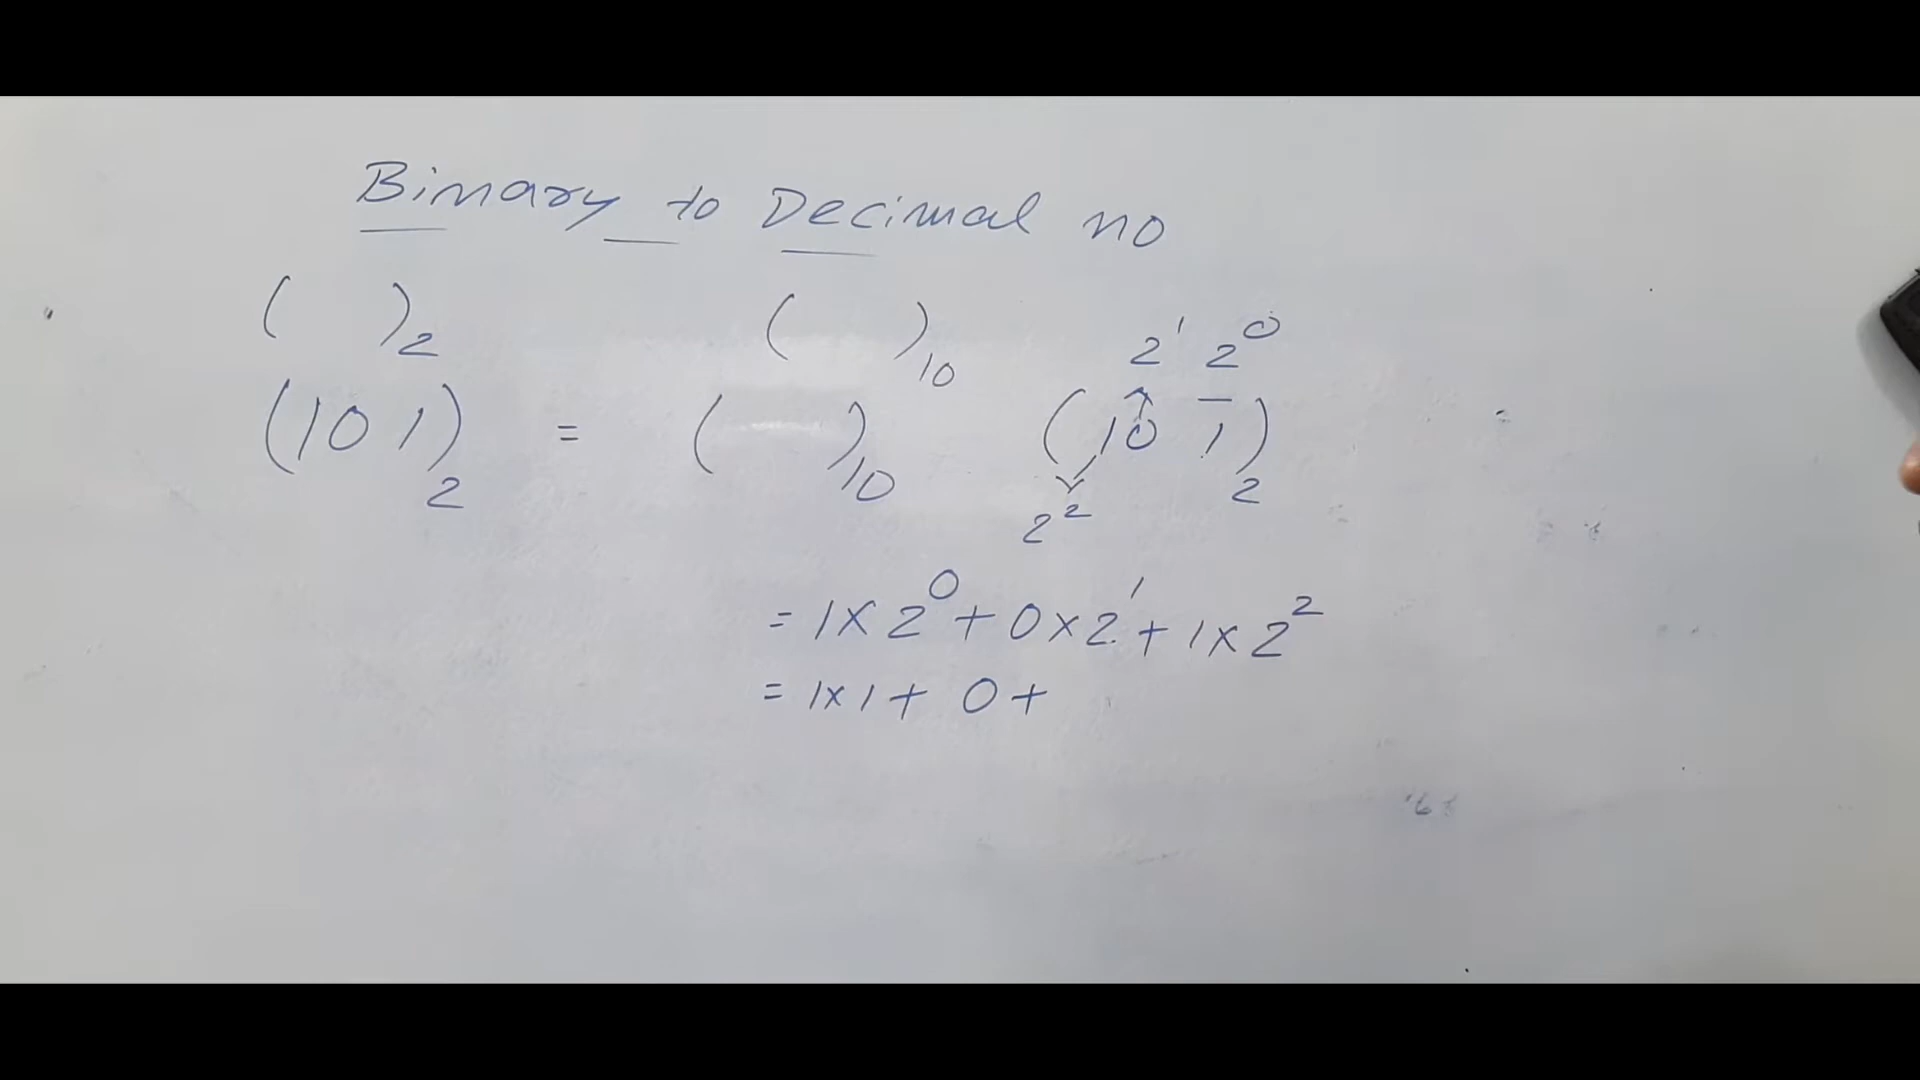 Binary to Decimal no
( )₂ ( )₁₀ 2¹ 2⁰
(101)₂ = ( )₁₀ (101)₂
2²
= 1×2⁰ + 0×2¹ + 1×2²
= 1×1 + 0 +